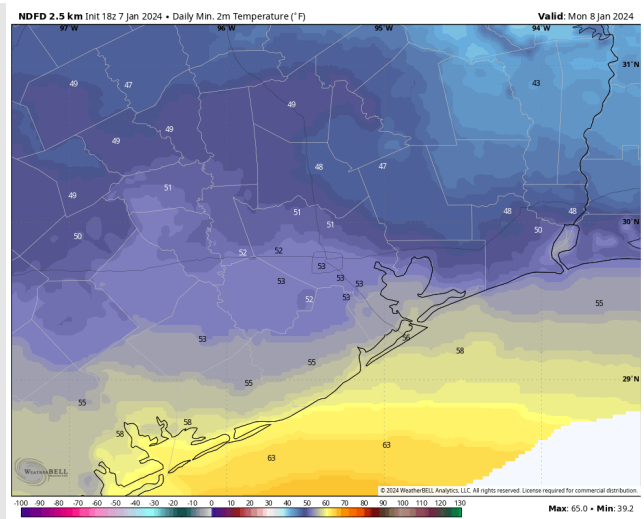 NDFD 2.5 km Init 18z 7 Jan 2024 • Daily Min. 2m Temperature (°F)
Valid: Mon 8 Jan 2024
97°W 96°W 95°W 94°W
31°N
43
49 47
49
49
49
48 47
51
49
51 48 48
30°N
51
50 50
52 52
53
53 53 53
52 53
55
53 56
58
55
29°N
55
55
58
58
63
63
WEATHERBELL
© 2024 WeatherBELL Analytics, LLC. All rights reserved. License required for commercial distribution.
-100 -90 -80 -70 -60 -50 -40 -30 -20 -10 0 10 20 30 40 50 60 70 80 90 100 110 120 130
Max: 65.0 • Min: 39.2